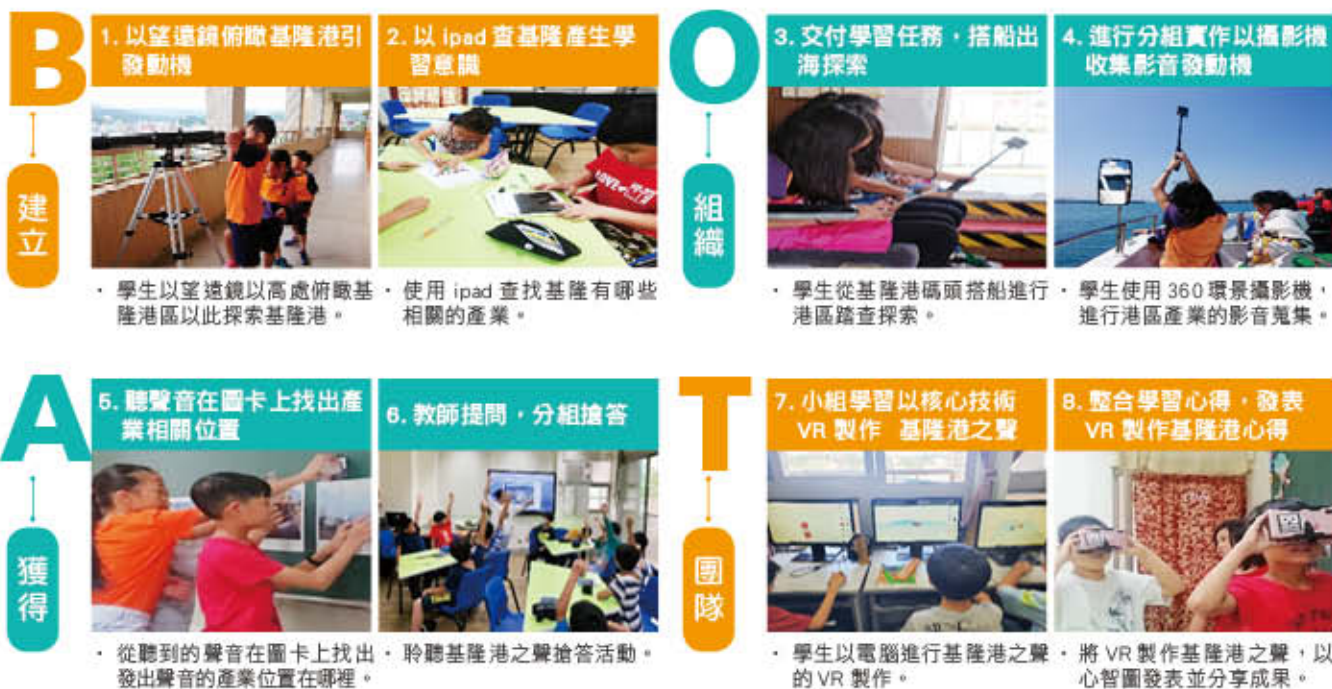 B
建立
1. 以望遠鏡俯瞰基隆港引
發動機
・ 學生以望遠鏡以高處俯瞰基
隆港區以此探索基隆港。
2. 以 ipad 查基隆產生學
習意識
・ 使用 ipad 查找基隆有哪些
相關的產業。
O
組織
3. 交付學習任務，搭船出
海探索
・ 學生從基隆港碼頭搭船進行
港區踏查探索。
4. 進行分組實作以攝影機
收集影音發動機
・ 學生使用 360 環景攝影機，
進行港區產業的影音蒐集。
A
獲得
5. 聽聲音在圖卡上找出產
業相關位置
・ 從聽到的聲音在圖卡上找出
發出聲音的產業位置在哪裡。
6. 教師提問，分組搶答
・ 聆聽基隆港之聲搶答活動。
T
團隊
7. 小組學習以核心技術
VR 製作 基隆港之聲
・ 學生以電腦進行基隆港之聲
的 VR 製作。
8. 整合學習心得，發表
VR 製作基隆港心得
・ 將 VR 製作基隆港之聲，以
心智圖發表並分享成果。